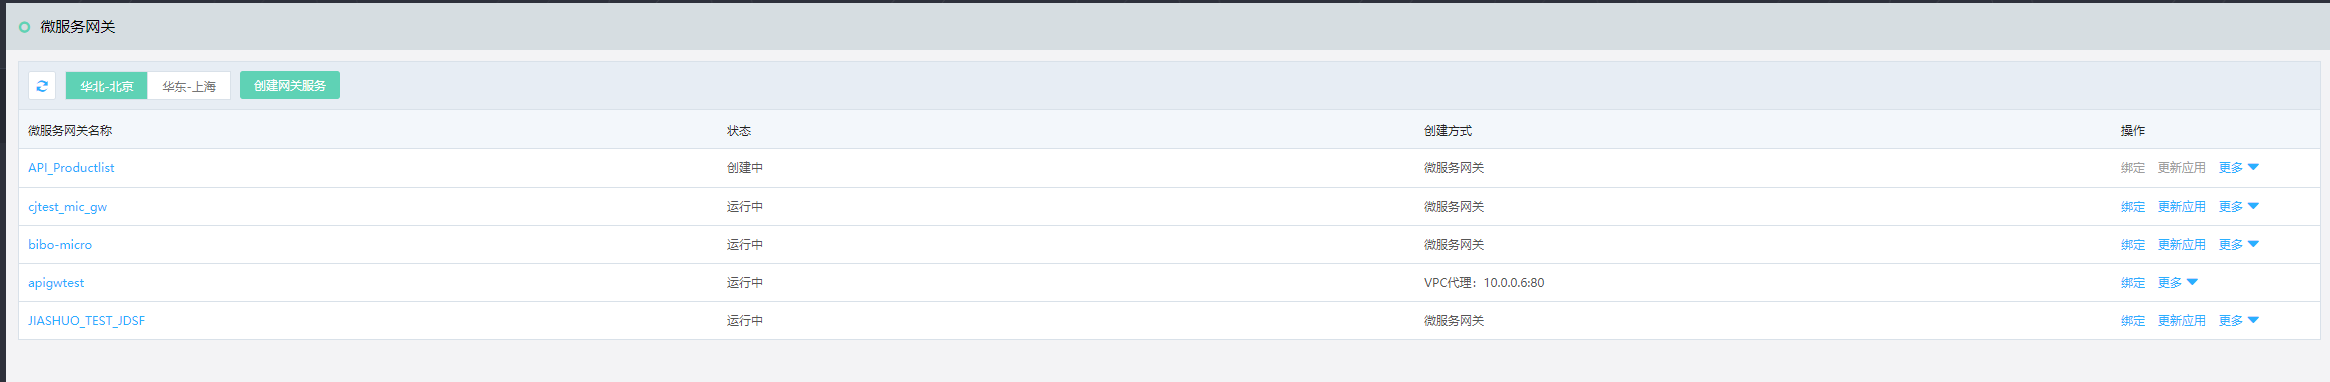 微服务网关
华北-北京 华东-上海 创建网关服务
微服务网关名称 状态 创建方式 操作
API_Productlist 创建中 微服务网关 绑定 更新应用 更多
cjtest_mic_gw 运行中 微服务网关 绑定 更新应用 更多
bibo-micro 运行中 微服务网关 绑定 更新应用 更多
apigwtest 运行中 VPC代理：10.0.0.6:80 绑定 更多
JIASHUO_TEST_JDSF 运行中 微服务网关 绑定 更新应用 更多